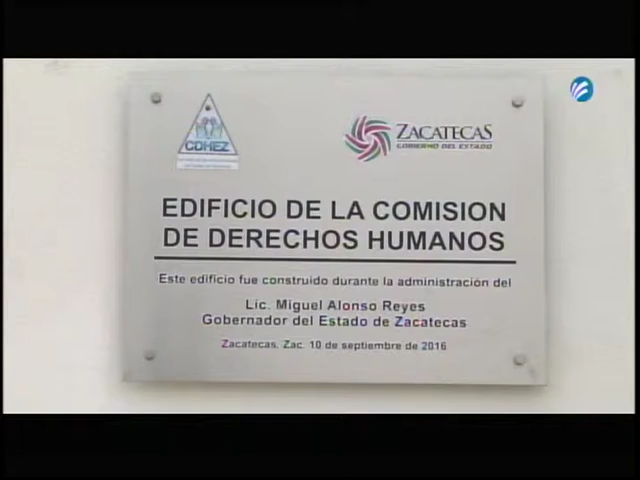 CDHEZ
ZACATECAS
GOBIERNO DEL ESTADO
EDIFICIO DE LA COMISION
DE DERECHOS HUMANOS
Este edificio fue construido durante la administración del
Lic. Miguel Alonso Reyes
Gobernador del Estado de Zacatecas
Zacatecas, Zac. 10 de septiembre de 2016